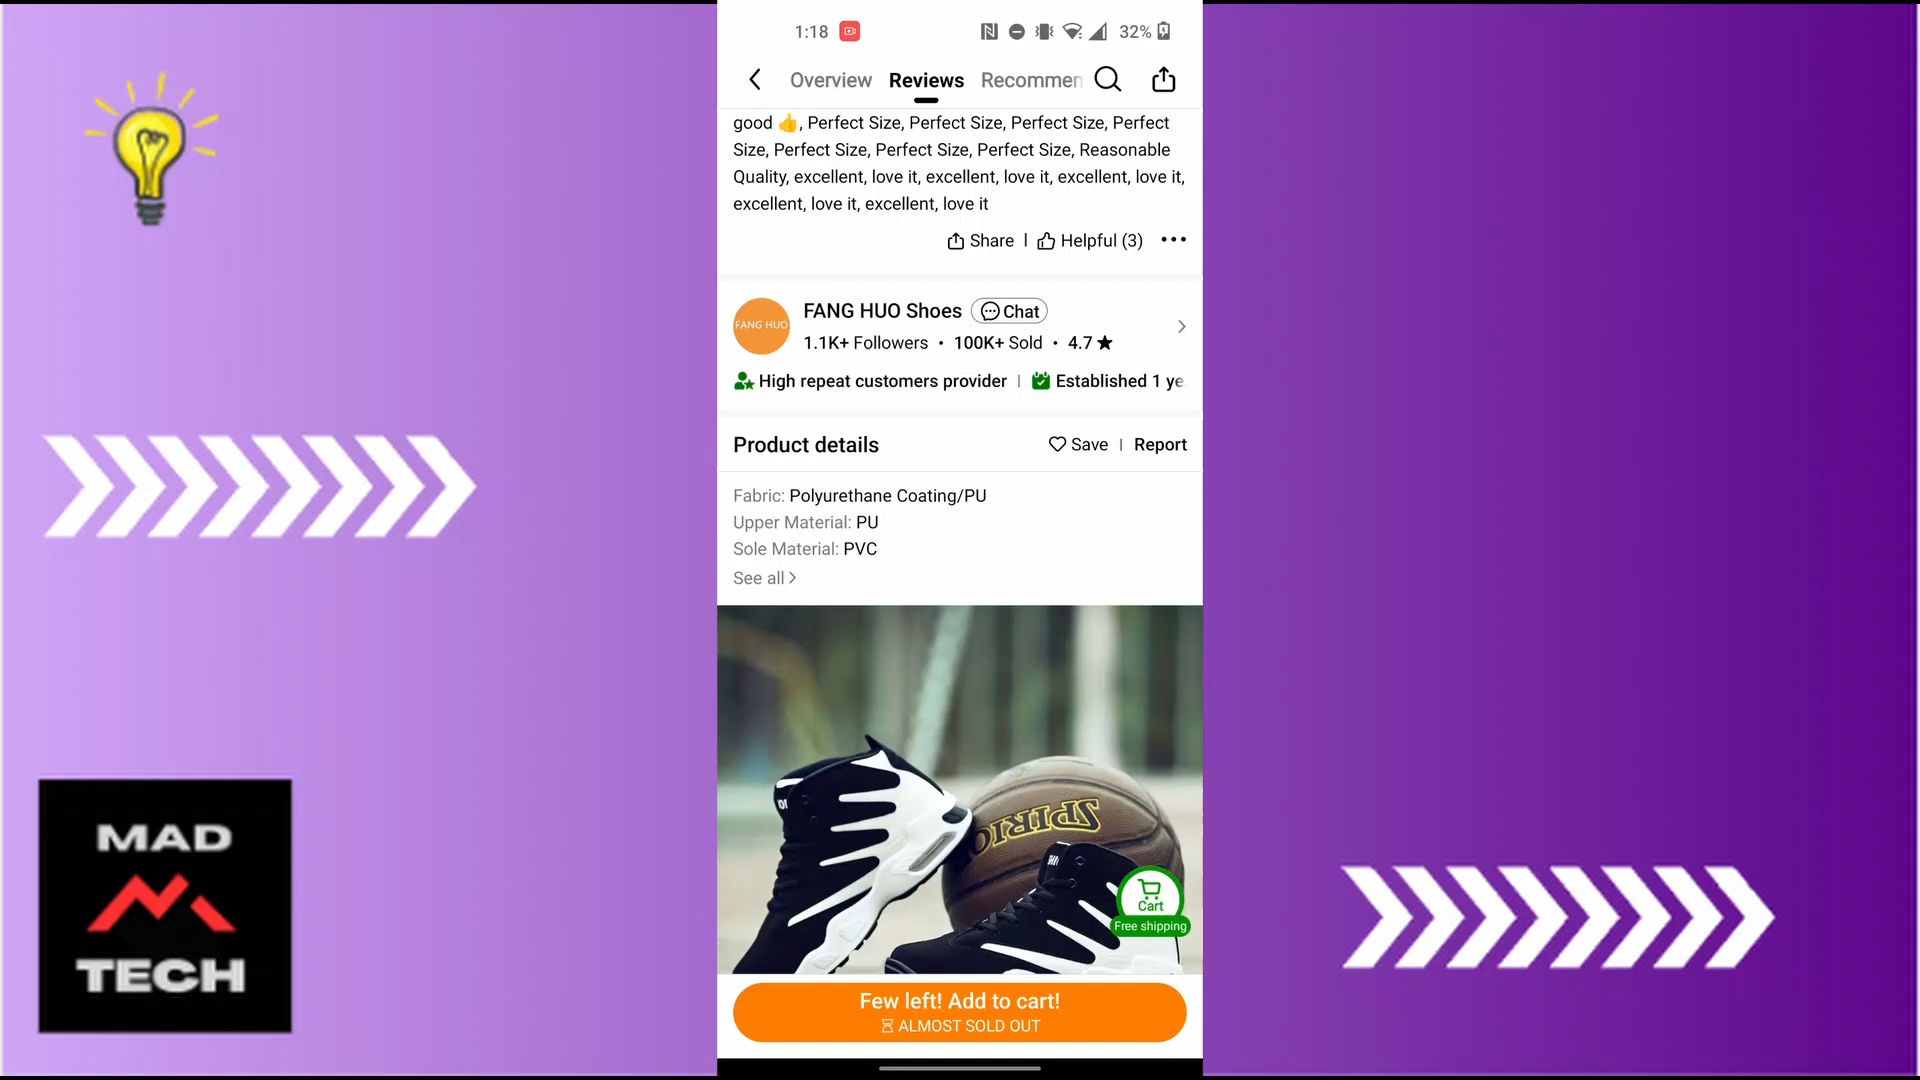 1:18
32%
Overview Reviews Recommen
good 👍, Perfect Size, Perfect Size, Perfect Size, Perfect
Size, Perfect Size, Perfect Size, Perfect Size, Reasonable
Quality, excellent, love it, excellent, love it, excellent, love it,
excellent, love it, excellent, love it
Share | Helpful (3) •••
FANG HUO
FANG HUO Shoes Chat
1.1K+ Followers • 100K+ Sold • 4.7 ★
High repeat customers provider | Established 1 ye
Product details Save | Report
Fabric: Polyurethane Coating/PU
Upper Material: PU
Sole Material: PVC
See all >
SPIRIO
Cart
Free shipping
Few left! Add to cart!
ALMOST SOLD OUT
MAD
TECH